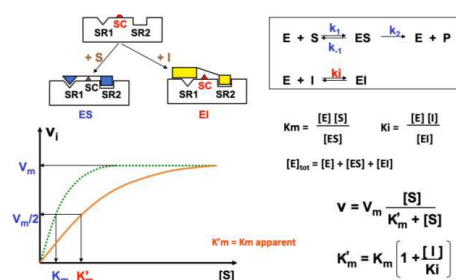 SC
SR1 SR2
+ S + I
SC SC
SR1 SR2 SR1 SR2
ES EI
E + S k1 k-1 ES k2 E + P
E + I ki EI
Km = [E] [S] / [ES] Ki = [E] [I] / [EI]
[E]tot = [E] + [ES] + [EI]
vi
Vm
Vm/2
Km K'm [S]
K'm = Km apparent
v = Vm [S] / K'm + [S]
K'm = Km ( 1 + [ I ] / Ki )